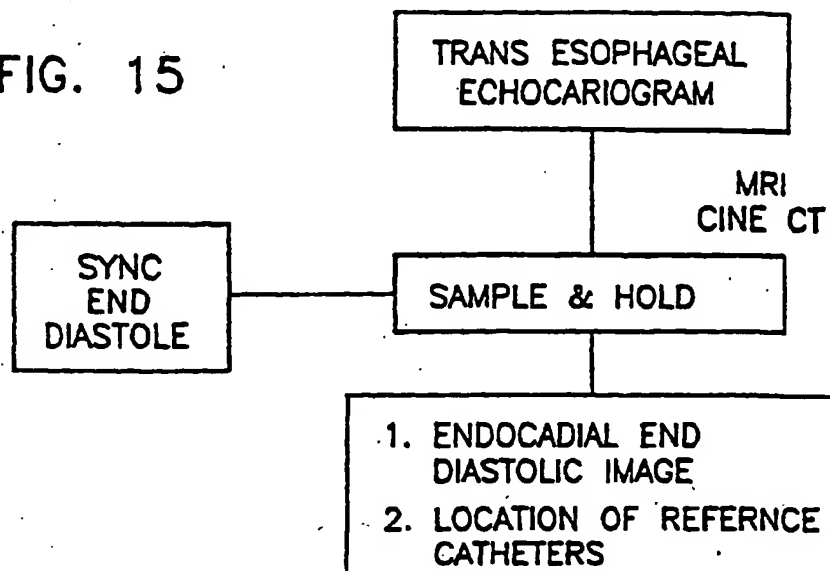 FIG. 15
TRANS ESOPHAGEAL
ECHOCARIOGRAM
MRI
CINE CT
SYNC
END
DIASTOLE
SAMPLE & HOLD
1. ENDOCADIAL END
DIASTOLIC IMAGE
2. LOCATION OF REFERNCE
CATHETERS